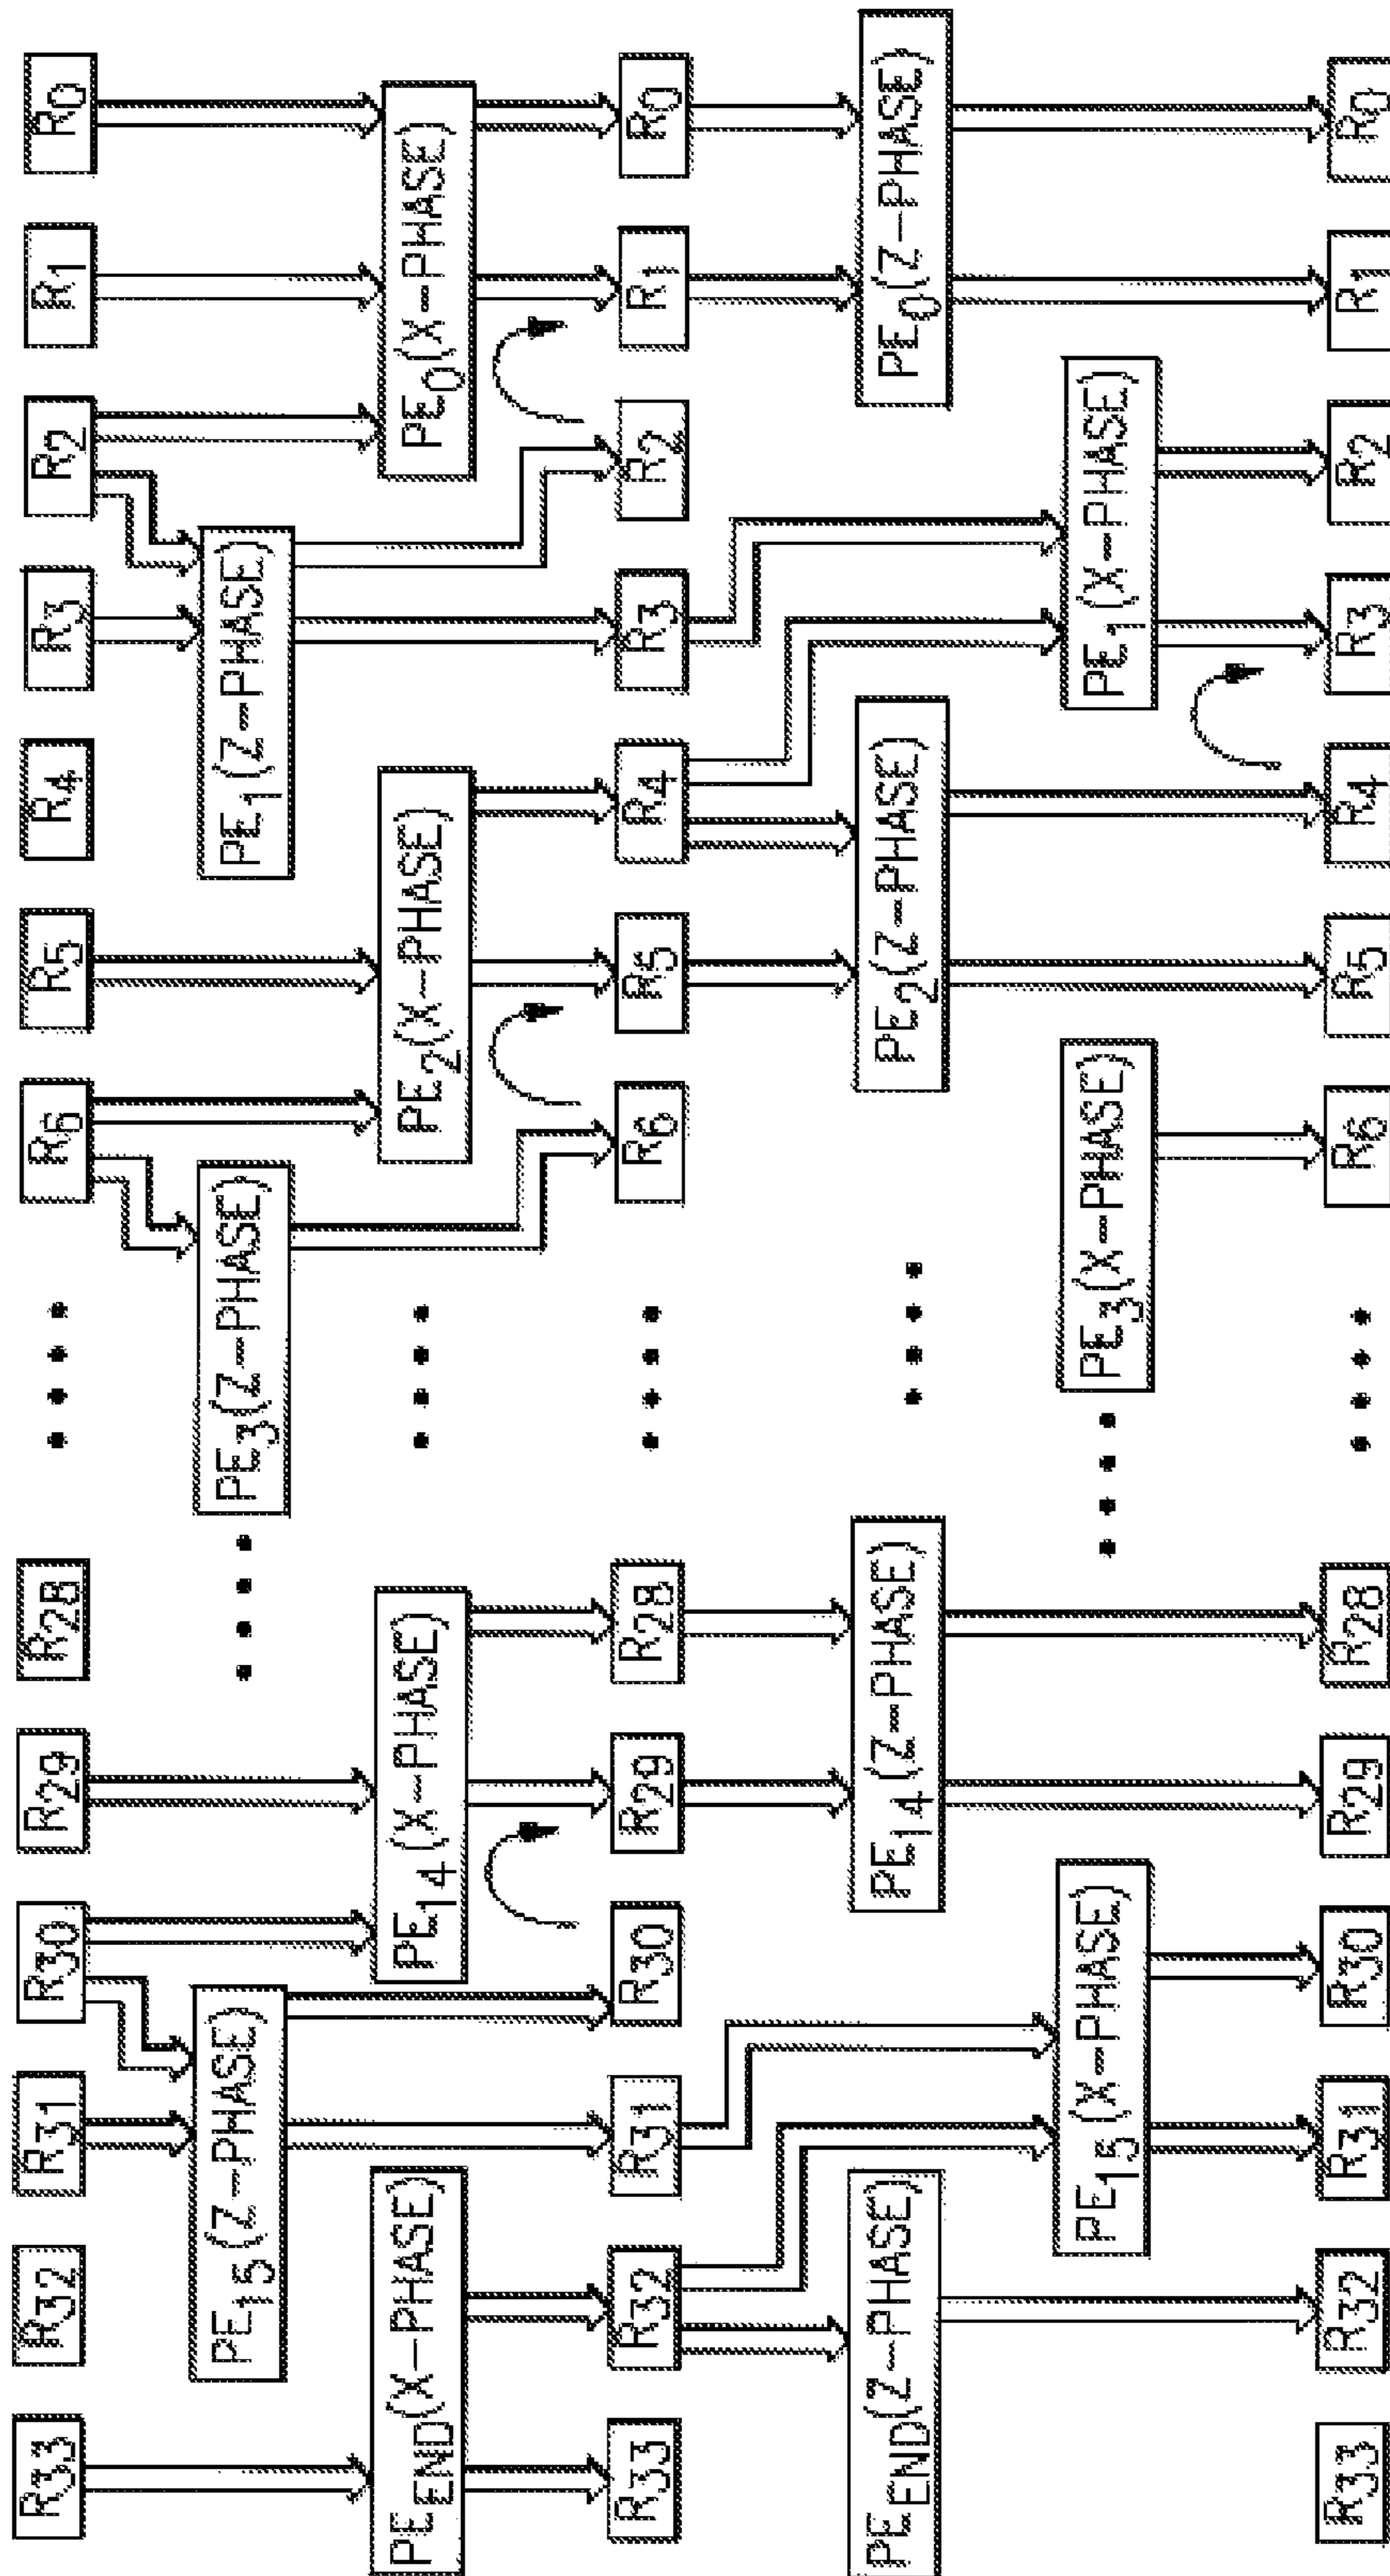 R33 R32 R31 R30 R29 R28 •••• R6 R5 R4 R3 R2 R1 R0
PE15(Z-PHASE) •••• PE3(Z-PHASE) PE1(Z-PHASE)
PEEND(X-PHASE) PE14(X-PHASE) •••• PE2(X-PHASE) PE0(X-PHASE)
R33 R32 R31 R30 R29 R28 •••• R6 R5 R4 R3 R2 R1 R0
PEEND(Z-PHASE) PE14(Z-PHASE) •••• PE2(Z-PHASE) PE0(Z-PHASE)
PE15(X-PHASE) •••• PE3(X-PHASE) PE1(X-PHASE)
R33 R32 R31 R30 R29 R28 •••• R6 R5 R4 R3 R2 R1 R0